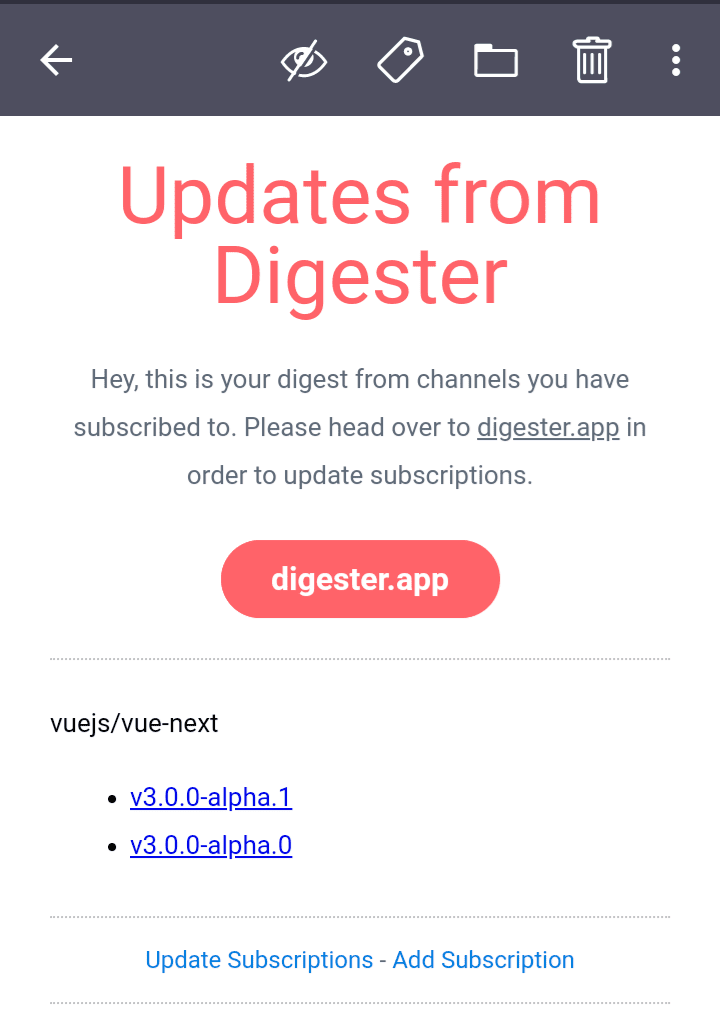 Updates from
Digester
Hey, this is your digest from channels you have
subscribed to. Please head over to digester.app in
order to update subscriptions.
digester.app
vuejs/vue-next
v3.0.0-alpha.1
v3.0.0-alpha.0
Update Subscriptions - Add Subscription